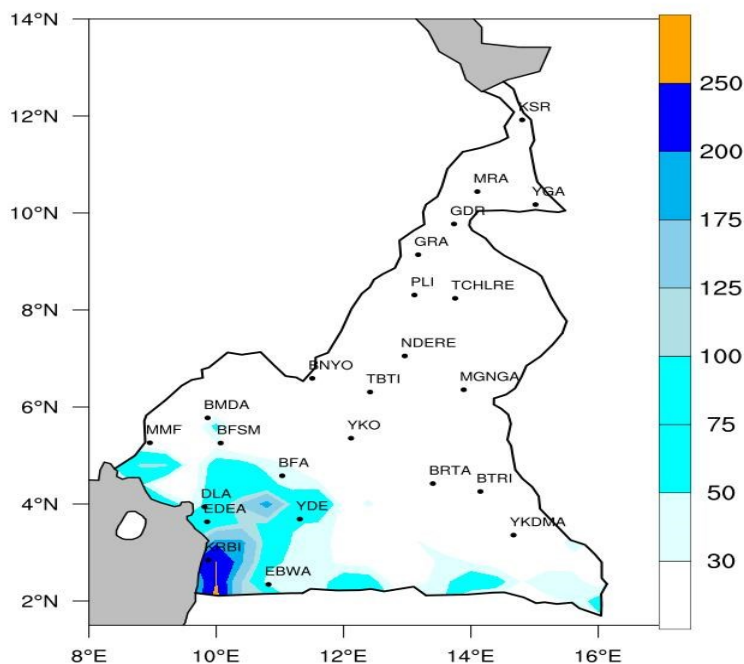 14°N
12°N
10°N
8°N
6°N
4°N
2°N
KSR
MRA
YGA
GDR
GRA
PLI
TCHLRE
NDERE
BNYO
TBTI
MGNGA
BMDA
MMF
BFSM
YKO
BFA
BRTA
BTRI
DLA
EDEA
YDE
YKDMA
KRBI
EBWA
8°E
10°E
12°E
14°E
16°E
250
200
175
125
100
75
50
30